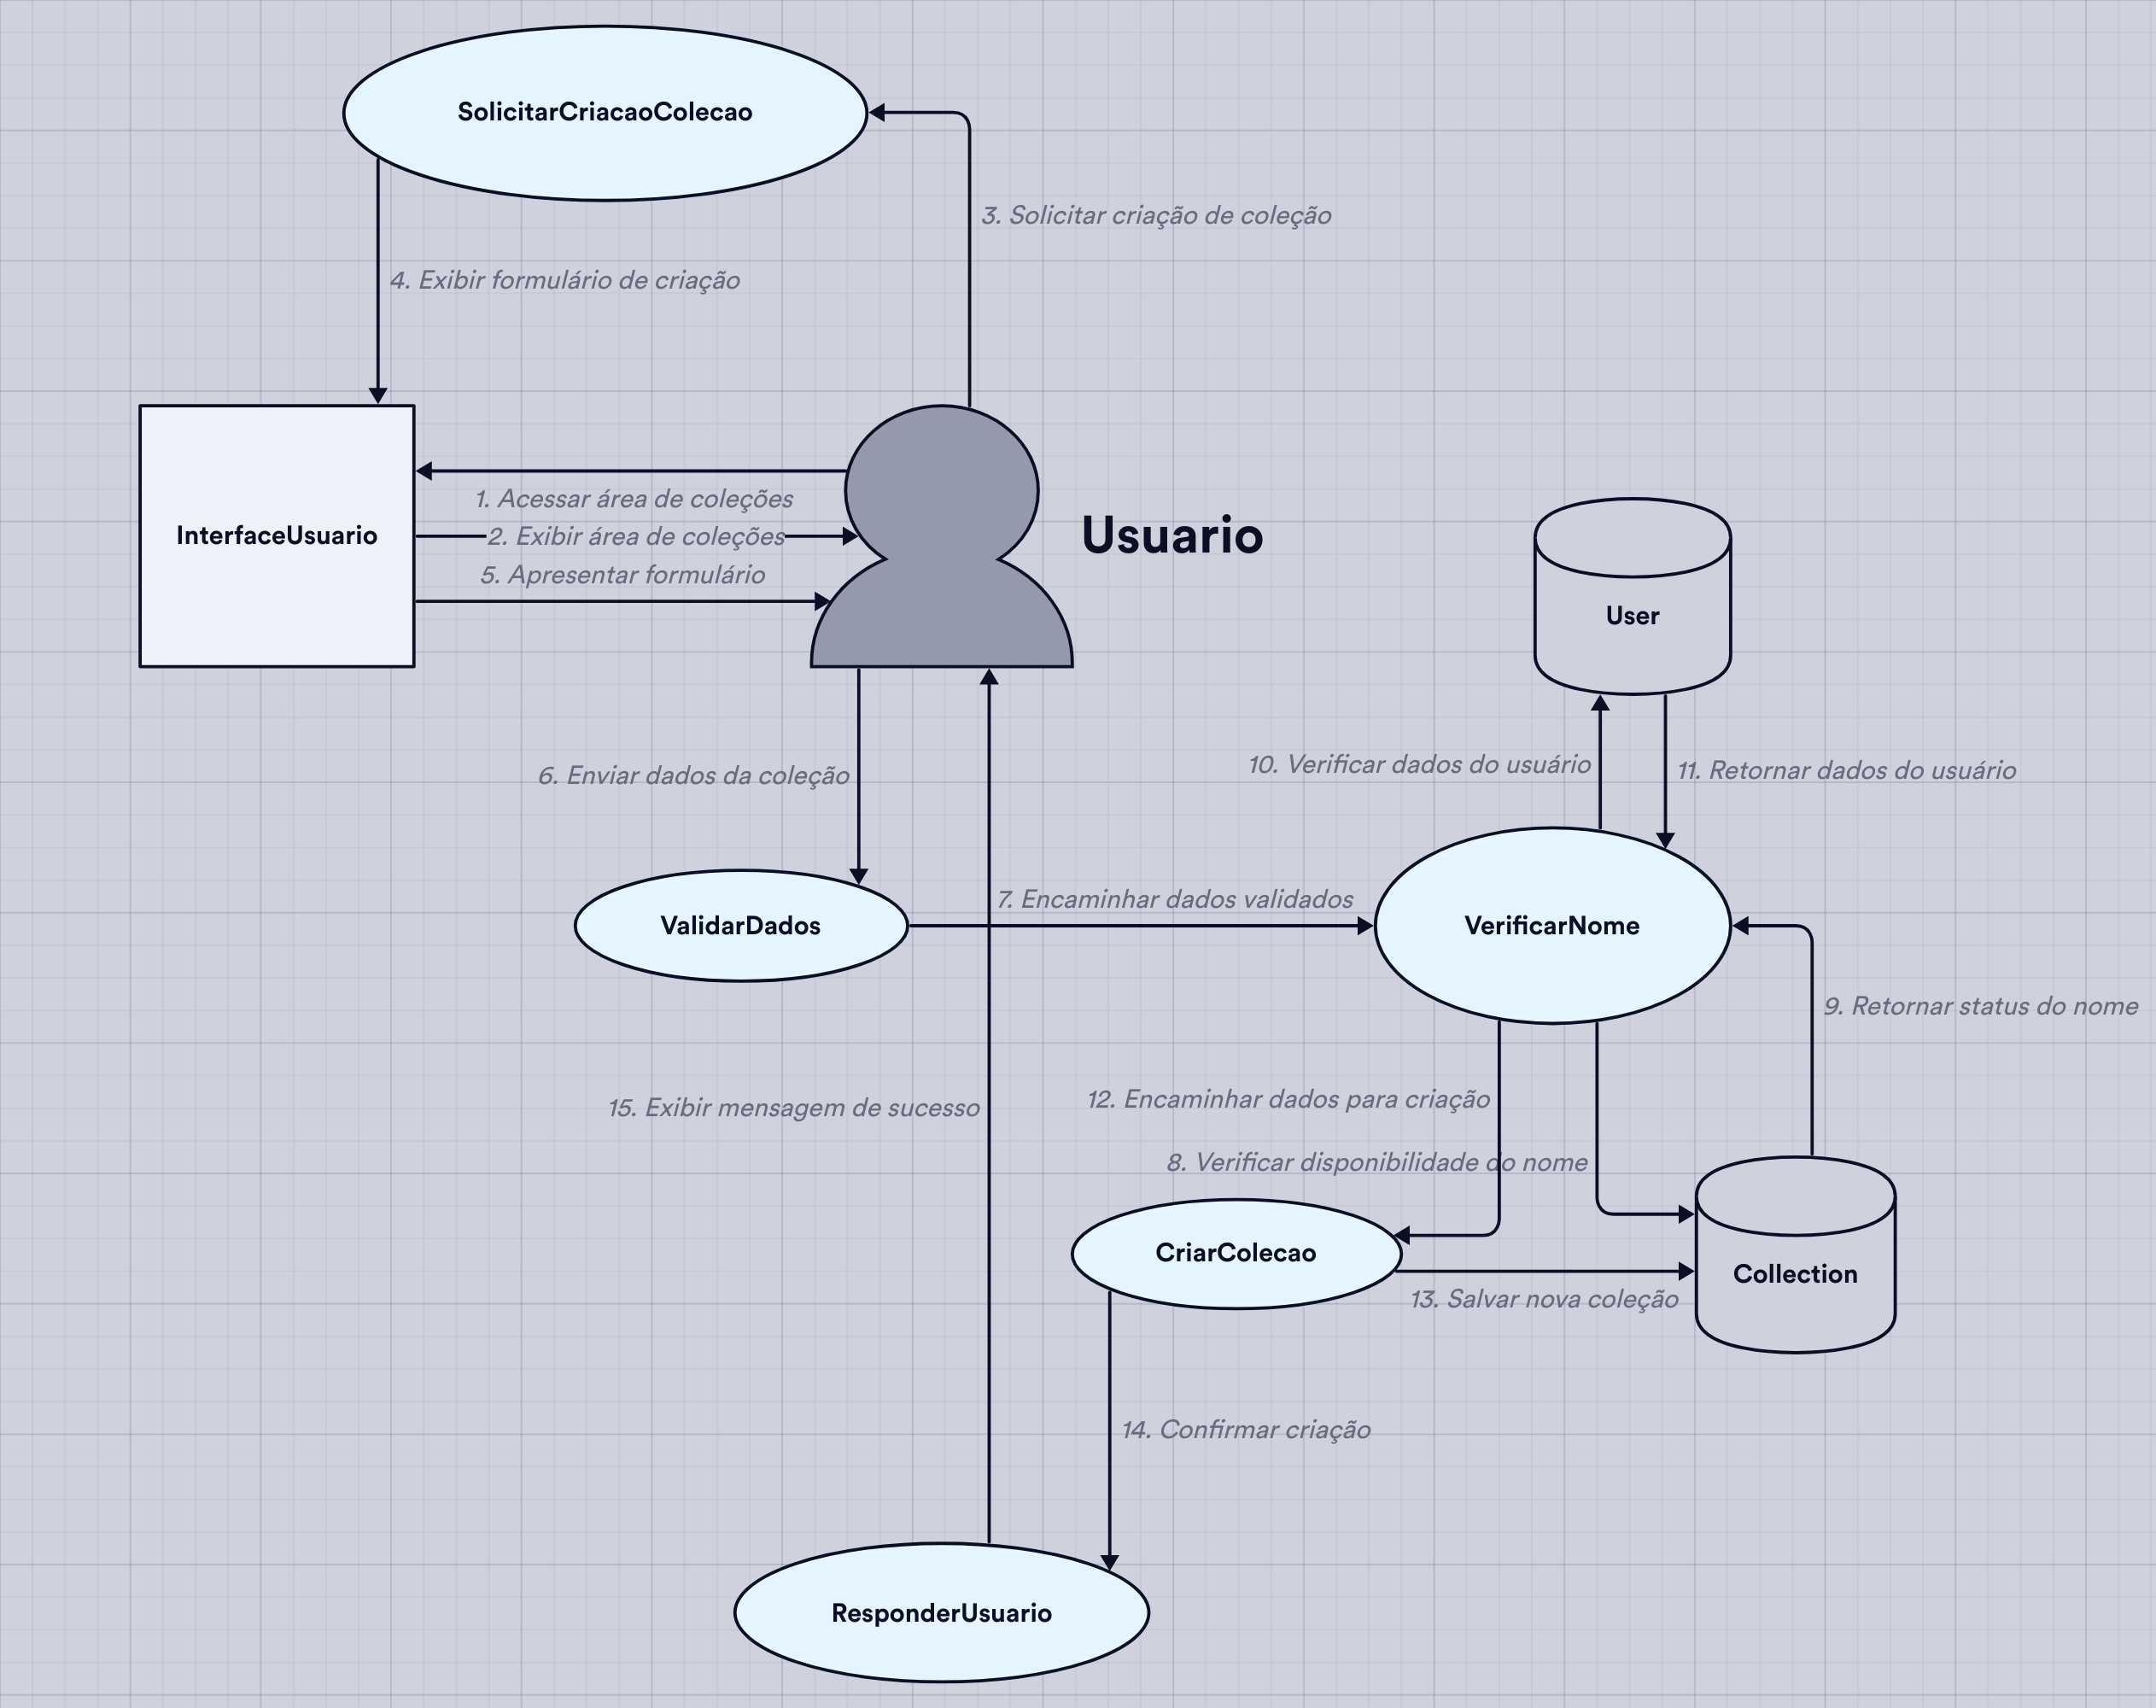 SolicitarCriacaoColecao
3. Solicitar criação de coleção
4. Exibir formulário de criação
InterfaceUsuario
1. Acessar área de coleções
2. Exibir área de coleções
5. Apresentar formulário
Usuario
User
6. Enviar dados da coleção
10. Verificar dados do usuário
11. Retornar dados do usuário
7. Encaminhar dados validados
ValidarDados
VerificarNome
9. Retornar status do nome
15. Exibir mensagem de sucesso
12. Encaminhar dados para criação
8. Verificar disponibilidade do nome
CriarColecao
Collection
13. Salvar nova coleção
14. Confirmar criação
ResponderUsuario